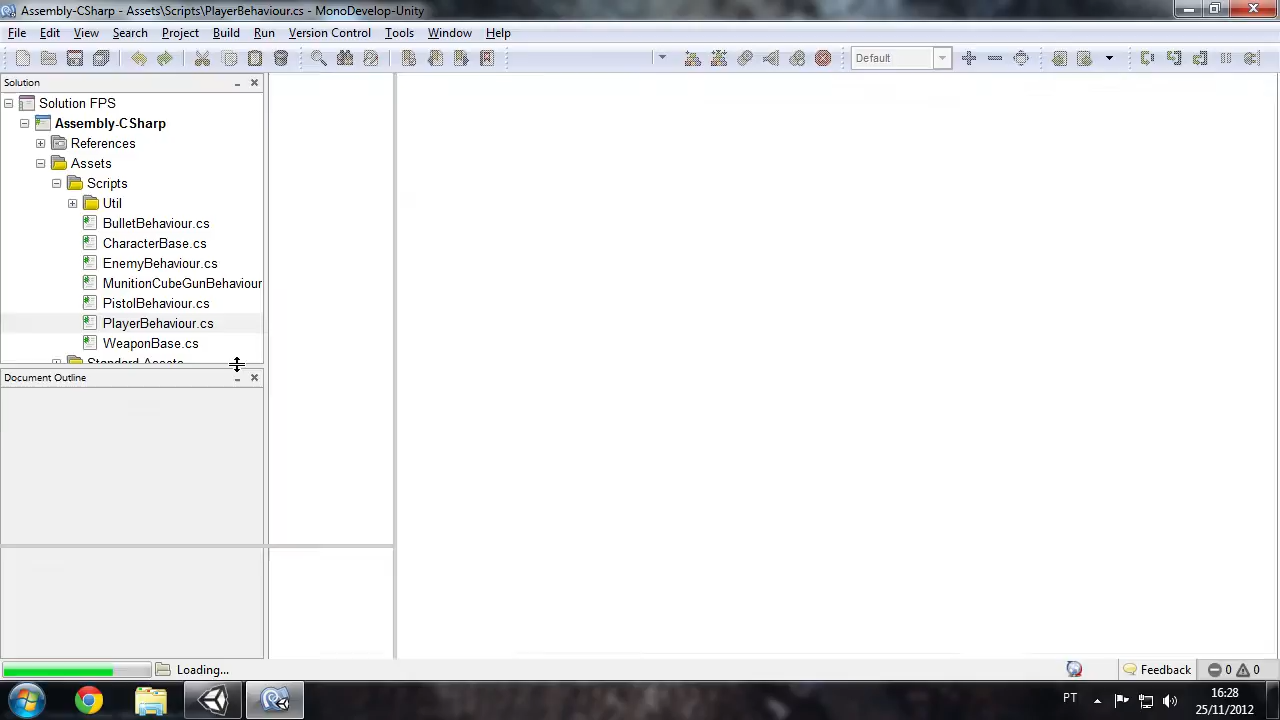 Assembly-CSharp - Assets\Scripts\PlayerBehaviour.cs - MonoDevelop-Unity
File Edit View Search Project Build Run Version Control Tools Window Help
Default
Solution
Solution FPS
Assembly-CSharp
References
Assets
Scripts
Util
BulletBehaviour.cs
CharacterBase.cs
EnemyBehaviour.cs
MunitionCubeGunBehaviour
PistolBehaviour.cs
PlayerBehaviour.cs
WeaponBase.cs
Standard Assets
Document Outline
Loading...
Feedback
0
0
PT
16:28
25/11/2012